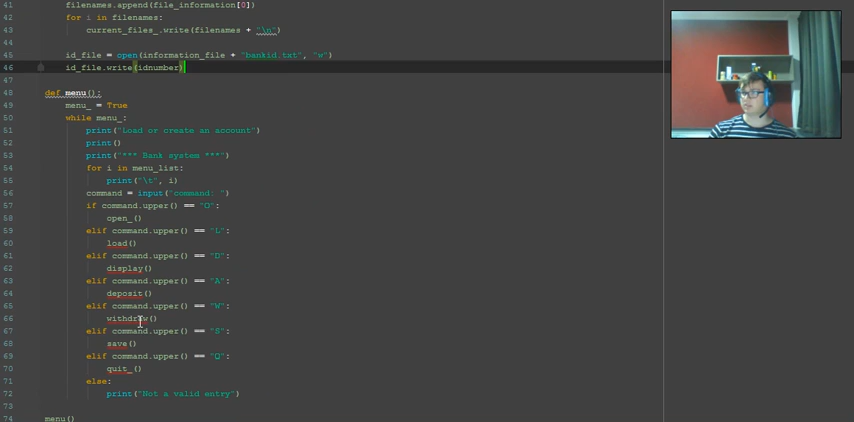 41 filenames.append(file_information[0])
42 for i in filenames:
43 current_files_.write(filenames + "\n")
44
45 id_file = open(information_file + "bankid.txt", "w")
46 id_file.write(idnumber)
47
48 def menu():
49 menu_ = True
50 while menu_:
51 print("Load or create an account")
52 print()
53 print("*** Bank system ***")
54 for i in menu_list:
55 print("\t", i)
56 command = input("command: ")
57 if command.upper() == "O":
58 open_()
59 elif command.upper() == "L":
60 load()
61 elif command.upper() == "D":
62 display()
63 elif command.upper() == "A":
64 deposit()
65 elif command.upper() == "W":
66 withdraw()
67 elif command.upper() == "S":
68 save()
69 elif command.upper() == "Q":
70 quit_()
71 else:
72 print("Not a valid entry")
73
74 menu()